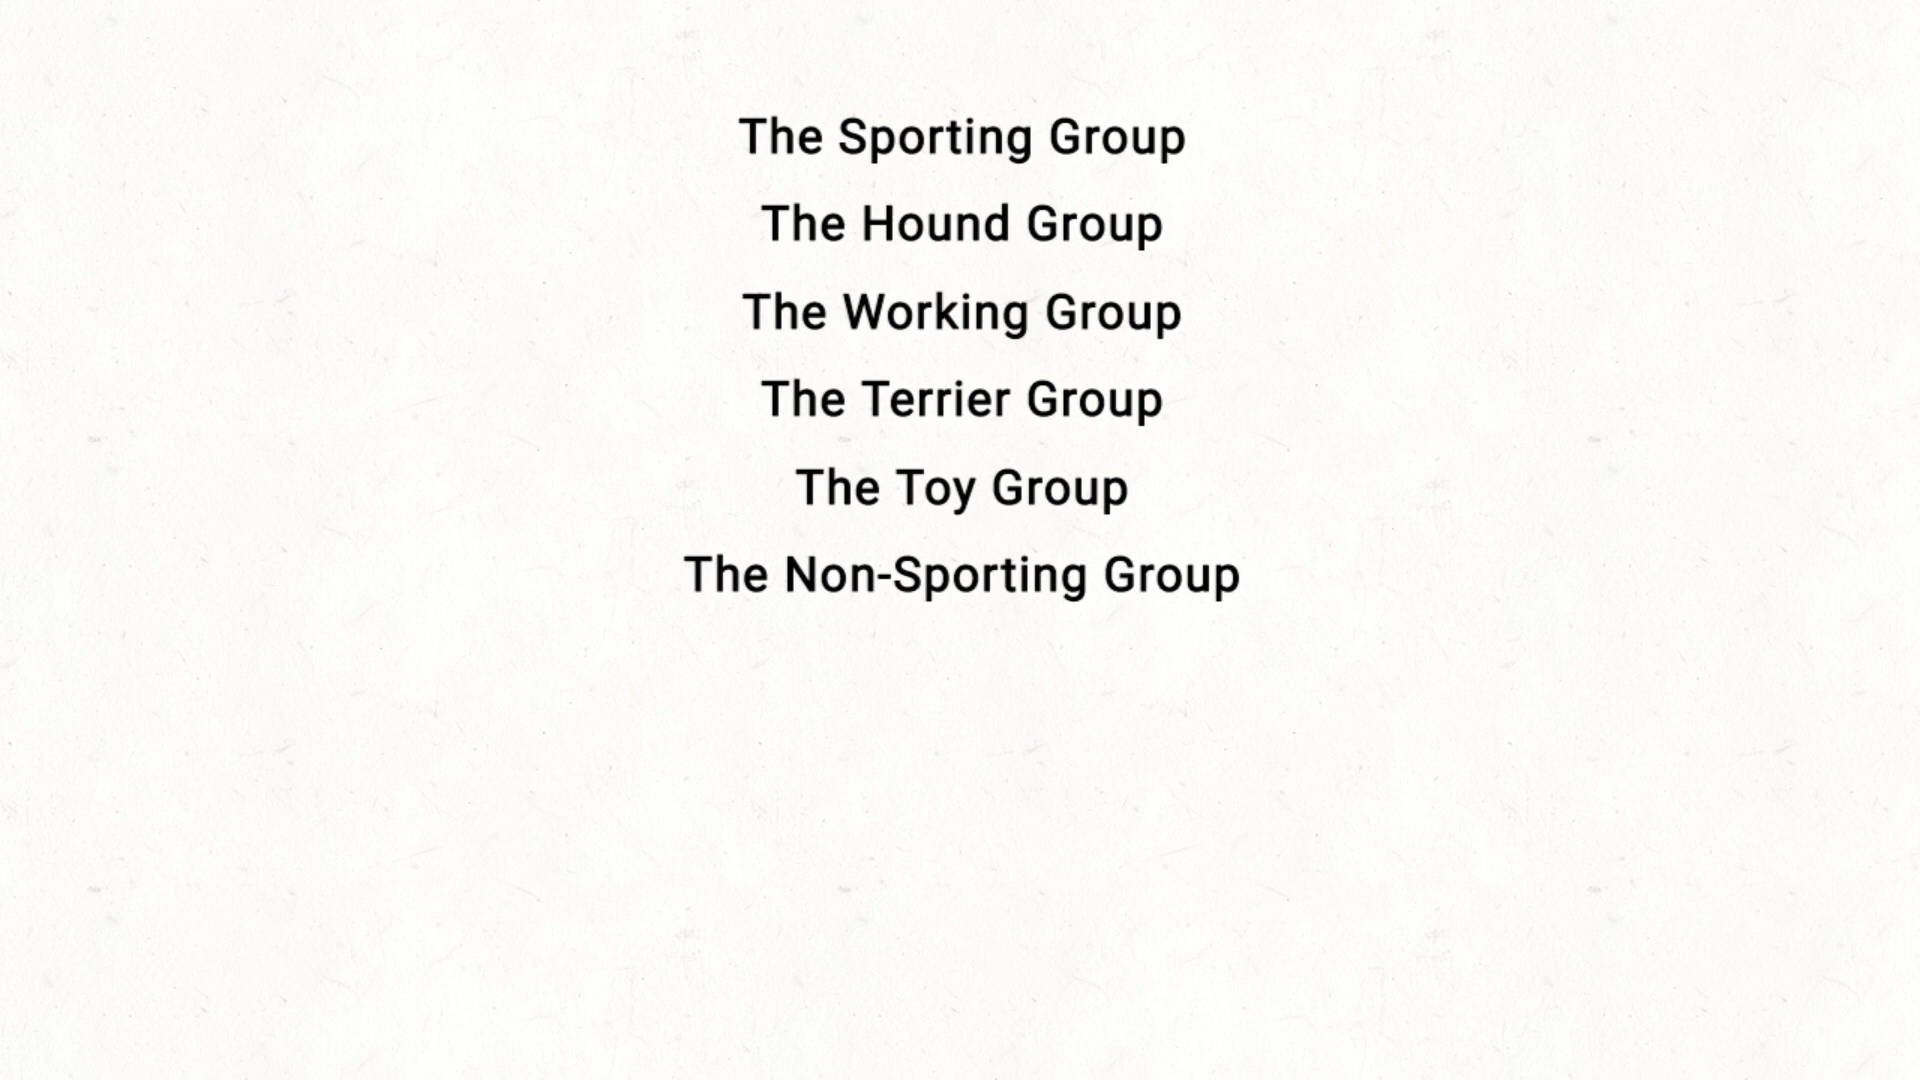 The Sporting Group
The Hound Group
The Working Group
The Terrier Group
The Toy Group
The Non-Sporting Group